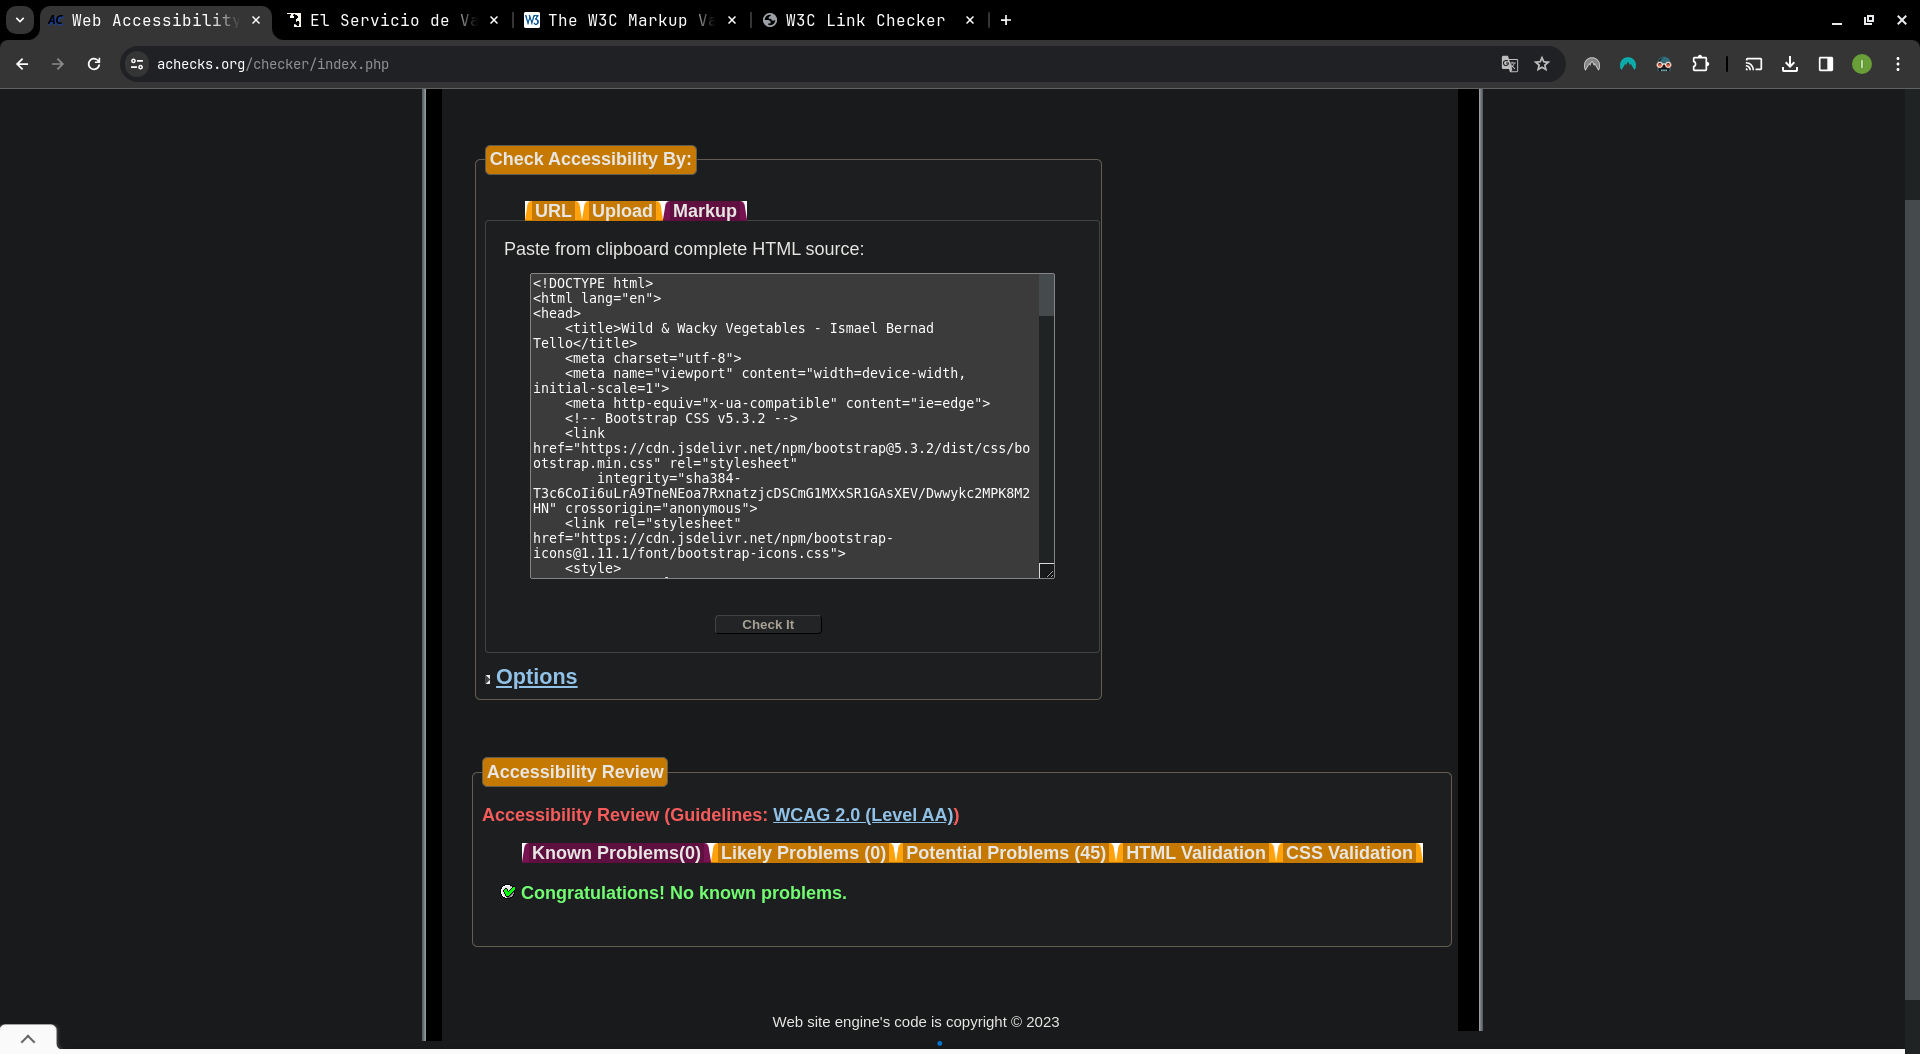 Web Accessibility
El Servicio de Va
The W3C Markup Va
W3C Link Checker
achecks.org/checker/index.php
Check Accessibility By:
URL Upload Markup
Paste from clipboard complete HTML source:
<!DOCTYPE html>
<html lang="en">
<head>
    <title>Wild & Wacky Vegetables - Ismael Bernad
Tello</title>
    <meta charset="utf-8">
    <meta name="viewport" content="width=device-width,
initial-scale=1">
    <meta http-equiv="x-ua-compatible" content="ie=edge">
    <!-- Bootstrap CSS v5.3.2 -->
    <link
href="https://cdn.jsdelivr.net/npm/bootstrap@5.3.2/dist/css/bo
otstrap.min.css" rel="stylesheet"
        integrity="sha384-
T3c6CoIi6uLrA9TneNEoa7RxnatzjcDSCmG1MXxSR1GAsXEV/Dwwykc2MPK8M2
HN" crossorigin="anonymous">
    <link rel="stylesheet"
href="https://cdn.jsdelivr.net/npm/bootstrap-
icons@1.11.1/font/bootstrap-icons.css">
    <style>
Check It
Options
Accessibility Review
Accessibility Review (Guidelines: WCAG 2.0 (Level AA))
Known Problems(0) Likely Problems (0) Potential Problems (45) HTML Validation CSS Validation
Congratulations! No known problems.
Web site engine's code is copyright © 2023